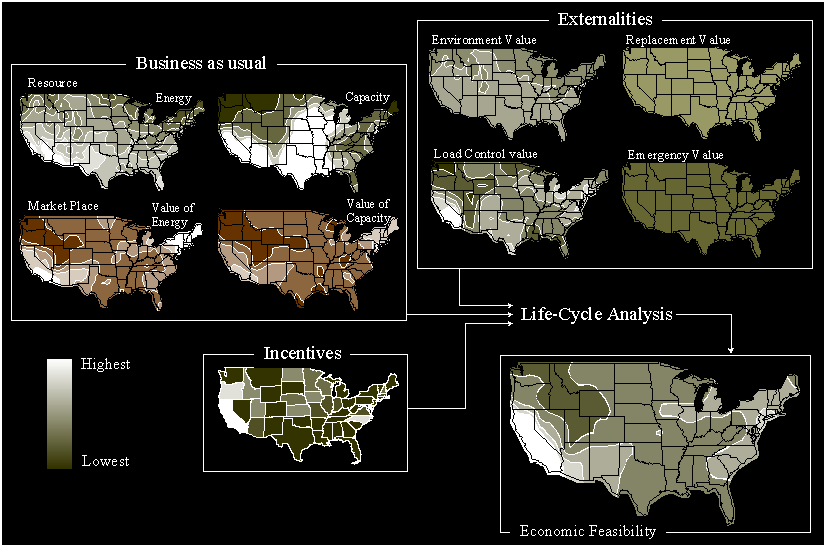 Externalities
Environment Value
Replacement Value
Load Control value
Emergency Value
Business as usual
Resource
Energy
Capacity
Market Place
Value of
Energy
Value of
Capacity
Life-Cycle Analysis
Highest
Lowest
Incentives
Economic Feasibility